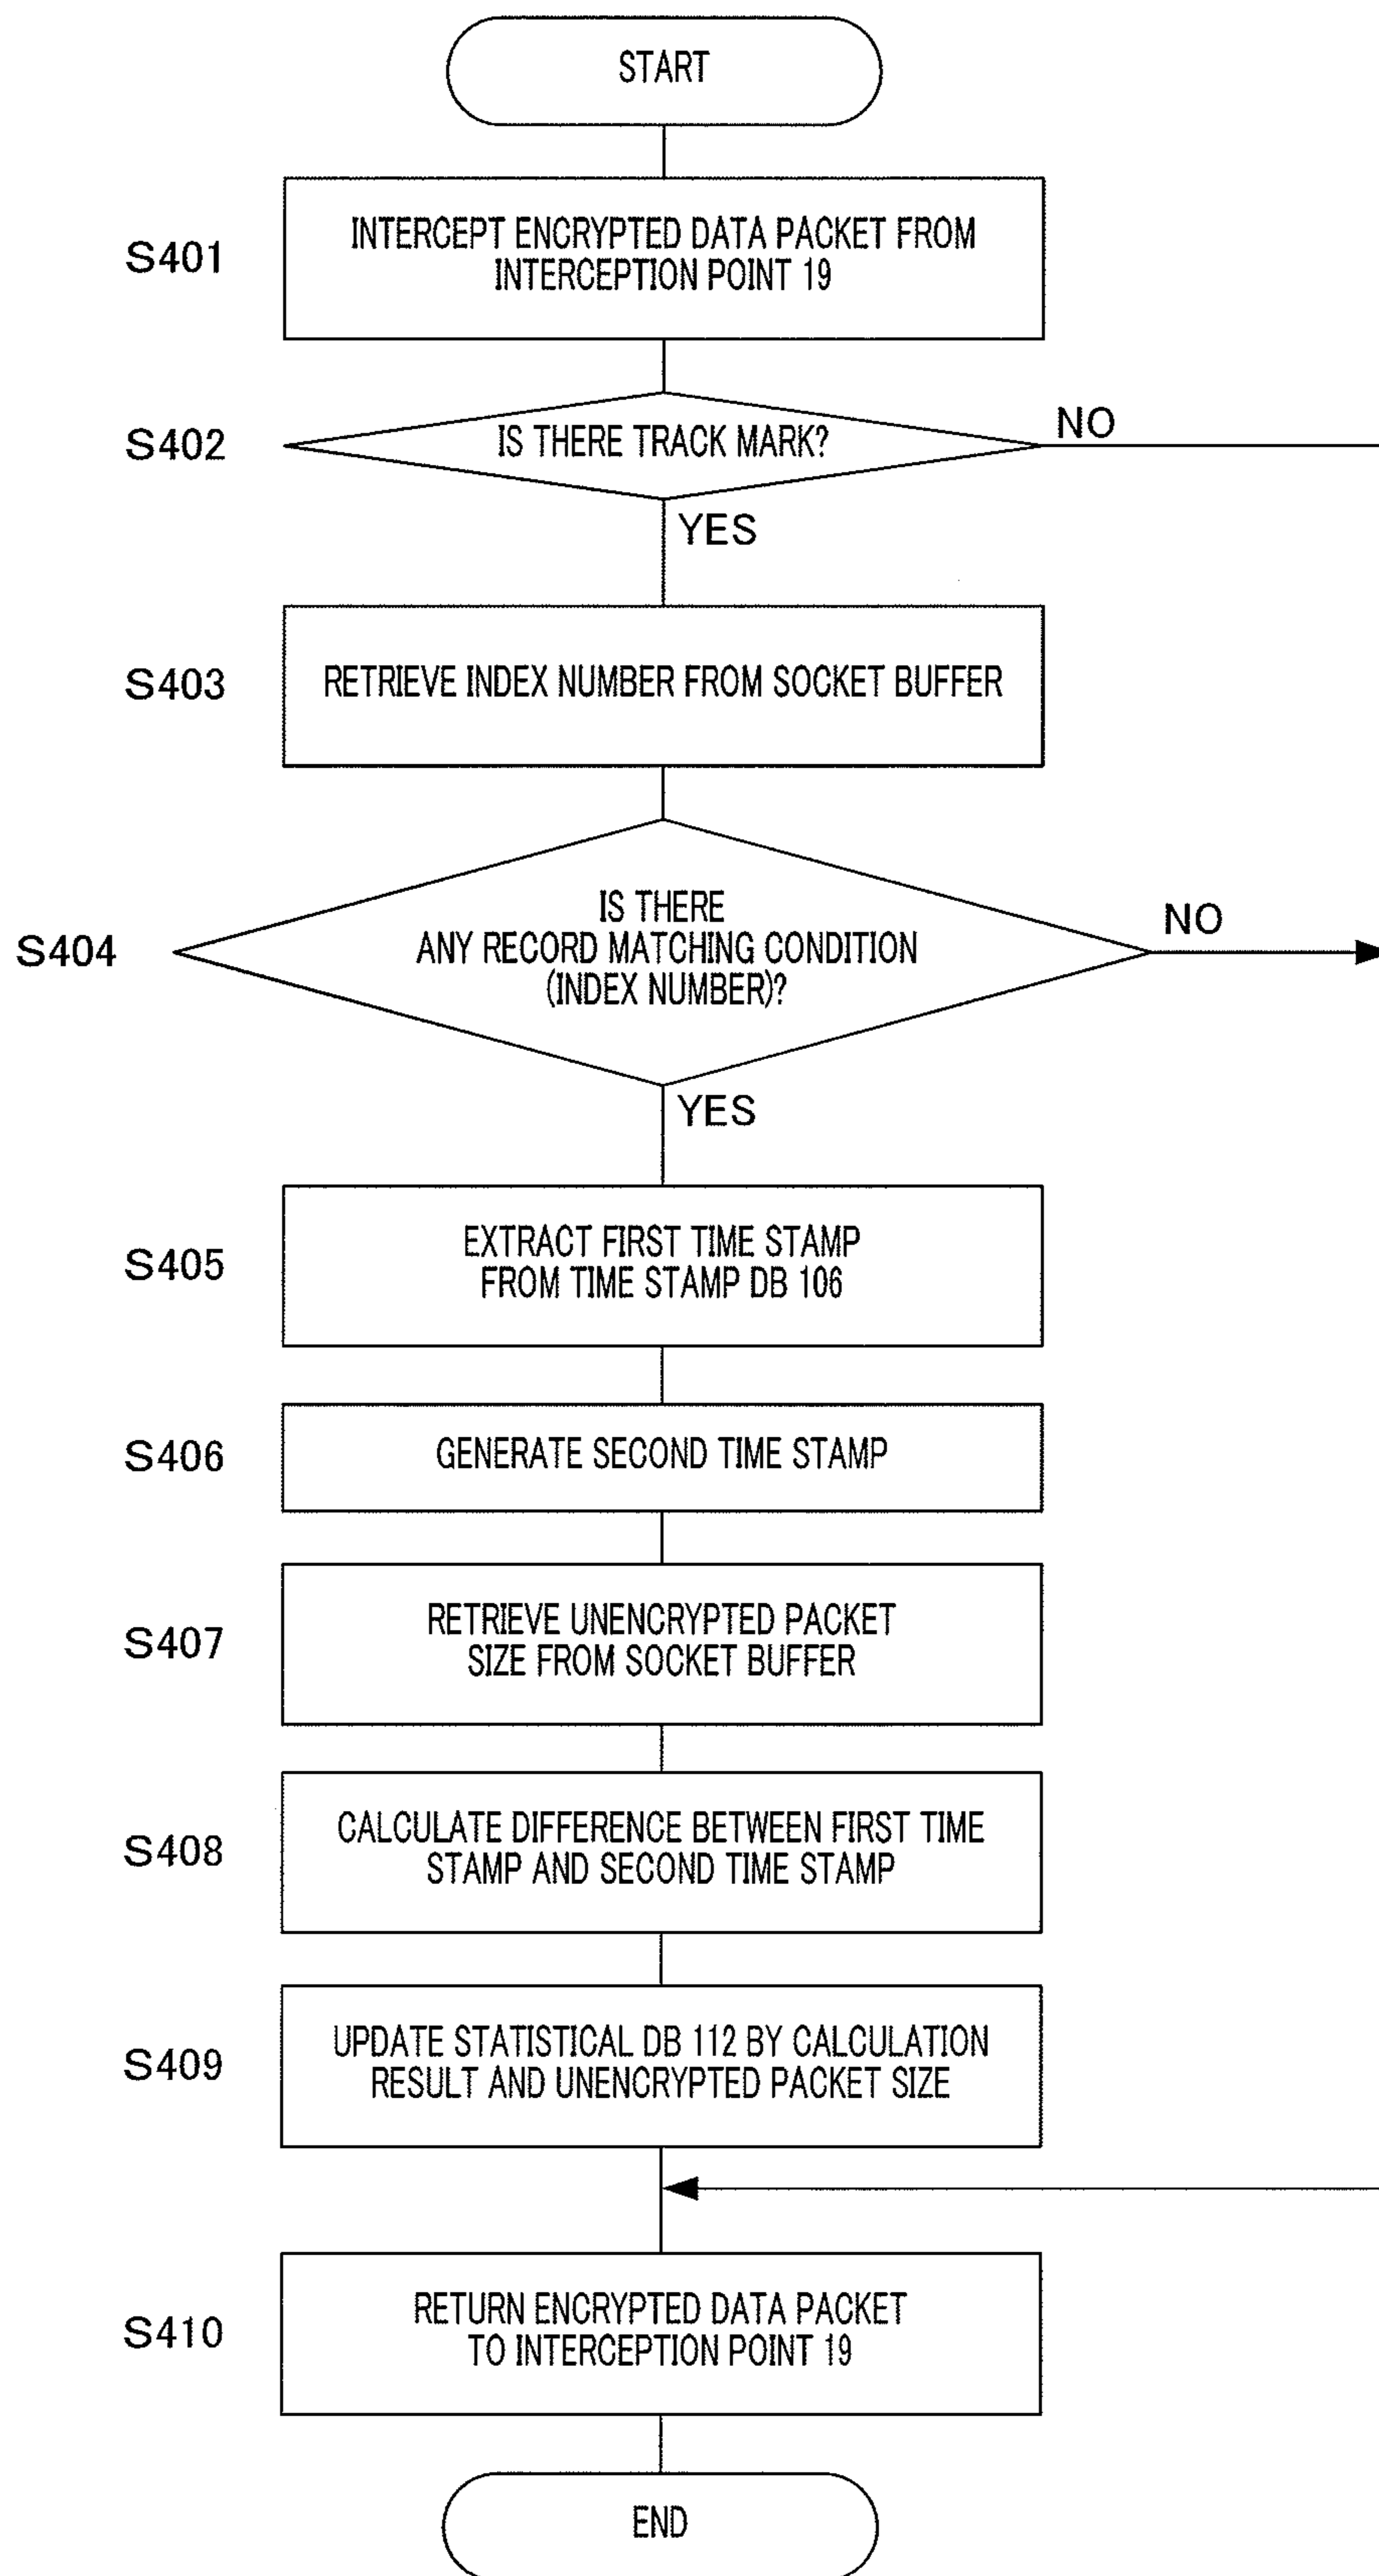 START
S401
INTERCEPT ENCRYPTED DATA PACKET FROM
INTERCEPTION POINT 19
S402
IS THERE TRACK MARK?
NO
YES
S403
RETRIEVE INDEX NUMBER FROM SOCKET BUFFER
S404
IS THERE
ANY RECORD MATCHING CONDITION
(INDEX NUMBER)?
NO
YES
S405
EXTRACT FIRST TIME STAMP
FROM TIME STAMP DB 106
S406
GENERATE SECOND TIME STAMP
S407
RETRIEVE UNENCRYPTED PACKET
SIZE FROM SOCKET BUFFER
S408
CALCULATE DIFFERENCE BETWEEN FIRST TIME
STAMP AND SECOND TIME STAMP
S409
UPDATE STATISTICAL DB 112 BY CALCULATION
RESULT AND UNENCRYPTED PACKET SIZE
S410
RETURN ENCRYPTED DATA PACKET
TO INTERCEPTION POINT 19
END